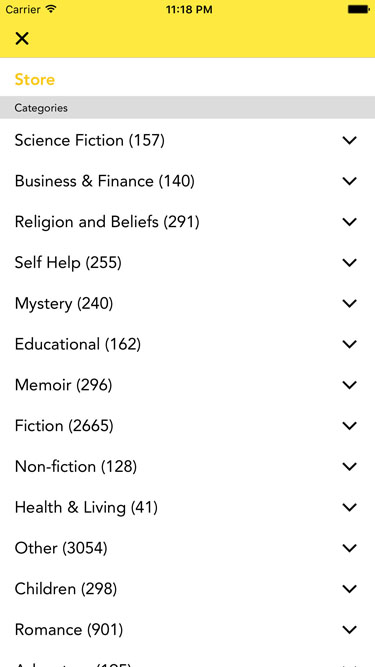 Carrier 11:18 PM
Store
Categories
Science Fiction (157)
Business & Finance (140)
Religion and Beliefs (291)
Self Help (255)
Mystery (240)
Educational (162)
Memoir (296)
Fiction (2665)
Non-fiction (128)
Health & Living (41)
Other (3054)
Children (298)
Romance (901)